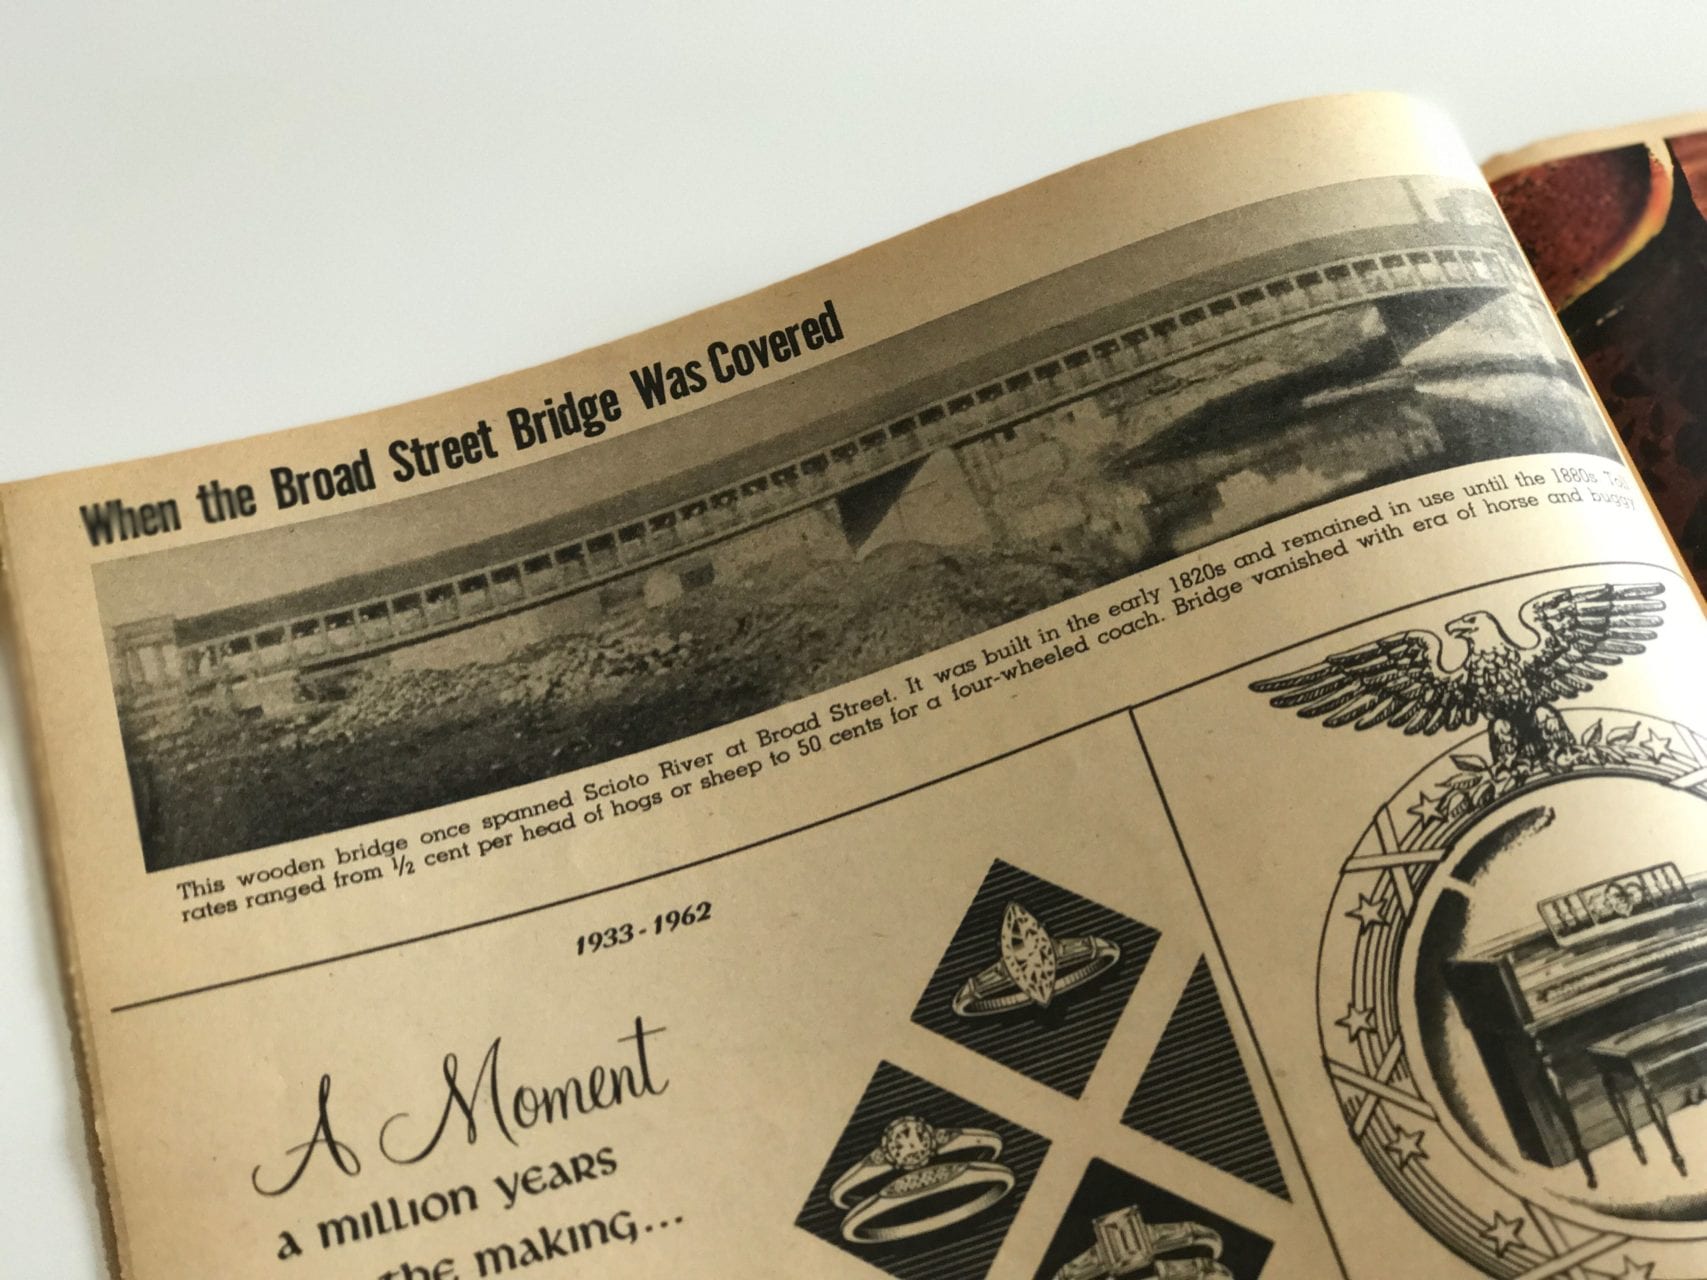 When the Broad Street Bridge Was Covered
This wooden bridge once spanned Scioto River at Broad Street. It was built in the early 1820s and remained in use until the 1880s Toll
rates ranged from ½ cent per head of hogs or sheep to 50 cents for a four-wheeled coach. Bridge vanished with era of horse and buggy
1933-1962
A Moment
a million years
the making...